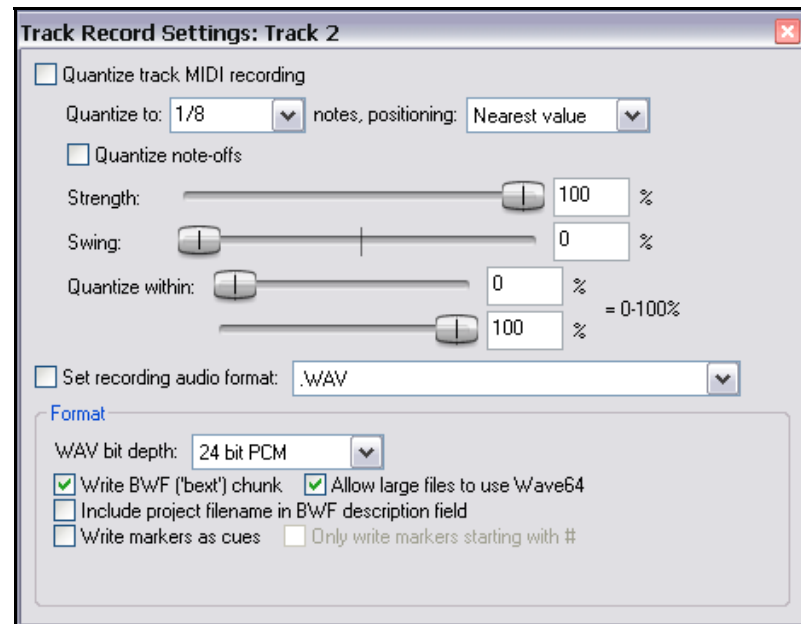 Track Record Settings: Track 2
Quantize track MIDI recording
Quantize to: 1/8 notes, positioning: Nearest value
Quantize note-offs
Strength: 100 %
Swing: 0 %
Quantize within: 0 %
= 0-100%
100 %
Set recording audio format: .WAV
Format
WAV bit depth: 24 bit PCM
Write BWF ('bext') chunk Allow large files to use Wave64
Include project filename in BWF description field
Write markers as cues Only write markers starting with #